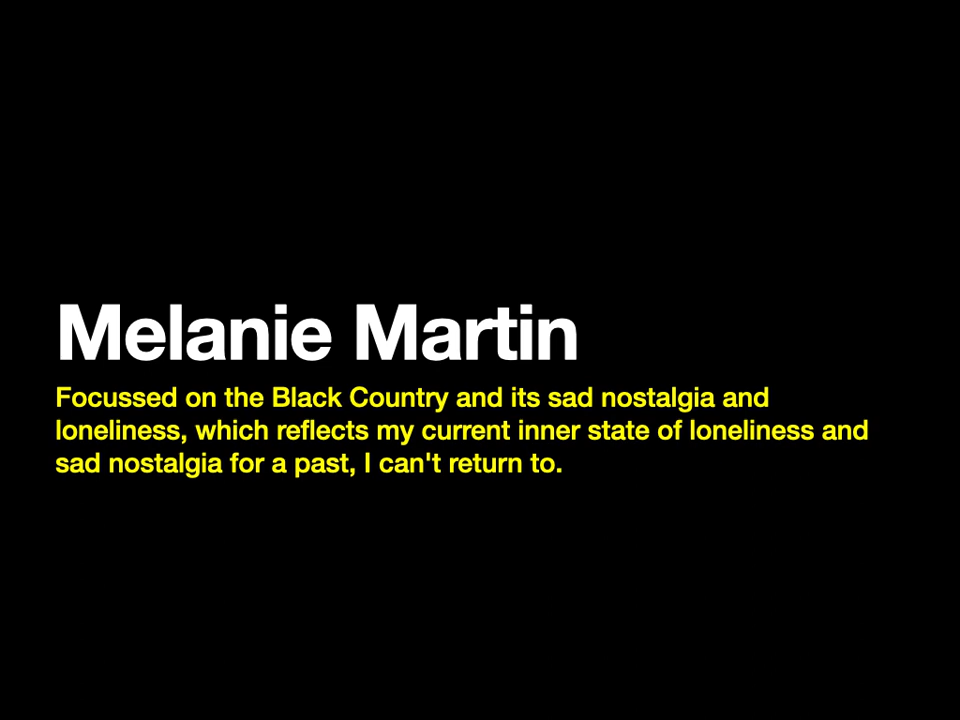 Melanie Martin
Focussed on the Black Country and its sad nostalgia and
loneliness, which reflects my current inner state of loneliness and
sad nostalgia for a past, I can't return to.